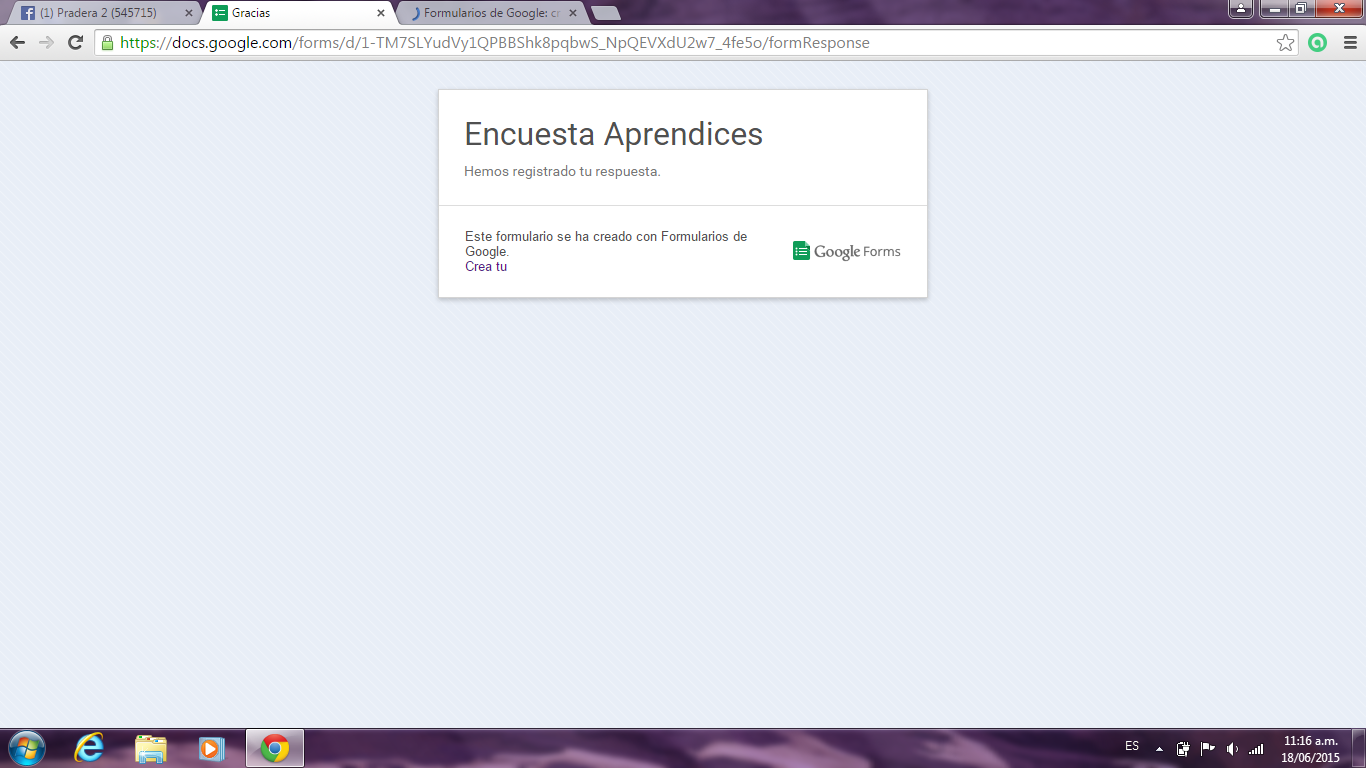 (1) Pradera 2 (545715)
Gracias
Formularios de Google: c
https://docs.google.com/forms/d/1-TM7SLYudVy1QPBBShk8pqbwS_NpQEVXdU2w7_4fe5o/formResponse
Encuesta Aprendices
Hemos registrado tu respuesta.
Este formulario se ha creado con Formularios de
Google.
Crea tu
Google Forms
ES
11:16 a.m.
18/06/2015